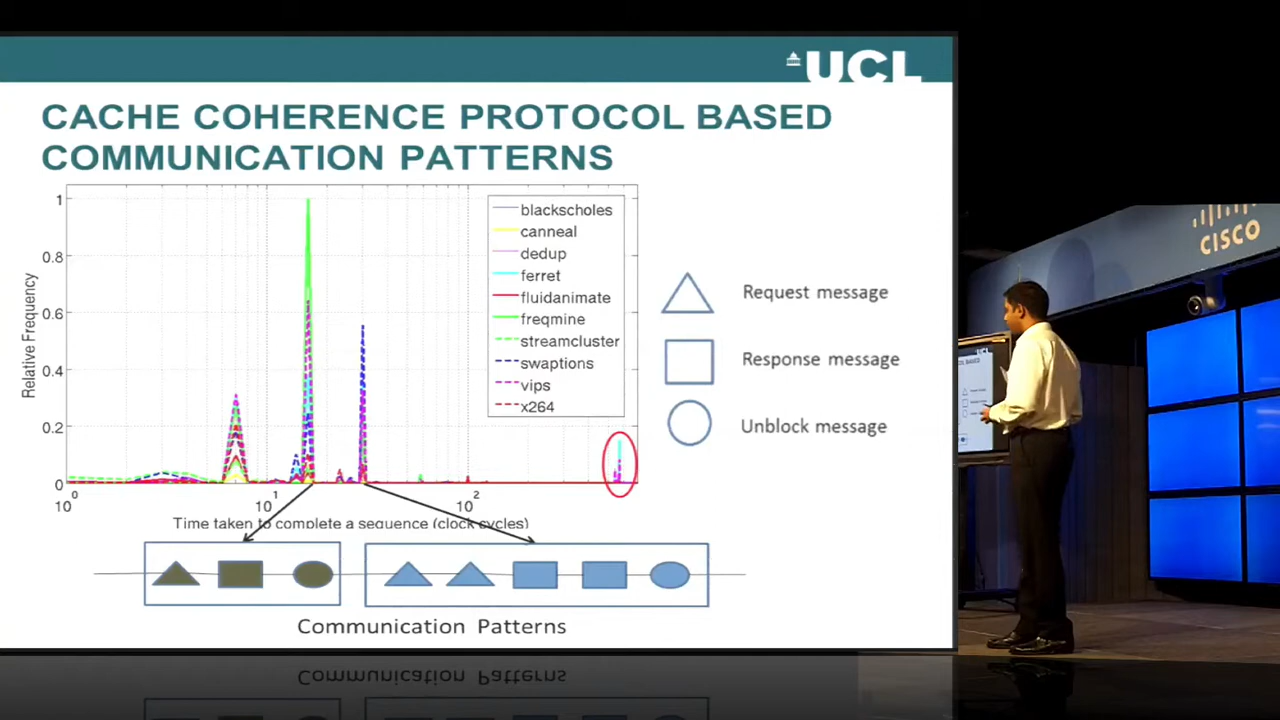 UCL
CACHE COHERENCE PROTOCOL BASED
COMMUNICATION PATTERNS
1
0.8
0.6
0.4
0.2
0
Relative Frequency
blackscholes
canneal
dedup
ferret
fluidanimate
freqmine
streamcluster
swaptions
vips
x264
10^0
10^1
10^2
Time taken to complete a sequence (clock cycles)
Request message
Response message
Unblock message
Communication Patterns
CISCO
UCL